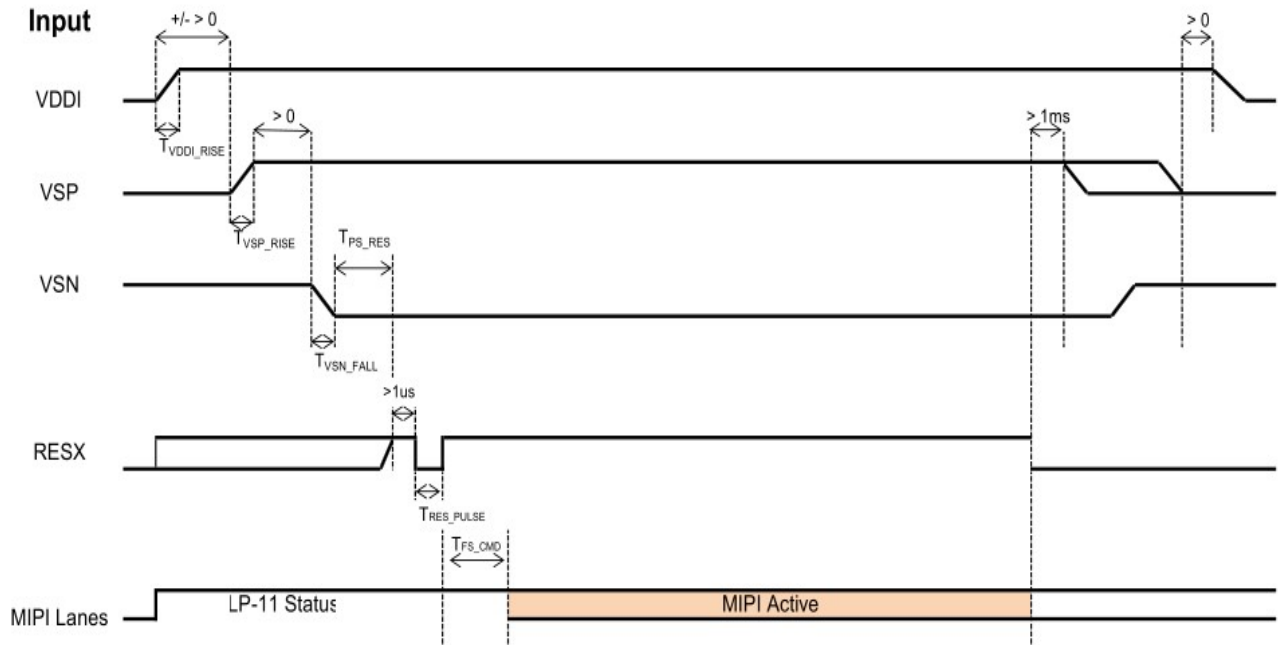 Input
+/- > 0
> 0
VDDI
> 0
> 1ms
TVDDI_RISE
VSP
TVSP_RISE
TPS_RES
VSN
TVSN_FALL
>1us
RESX
TRES_PULSE
TFS_CMD
LP-11 Status
MIPI Active
MIPI Lanes